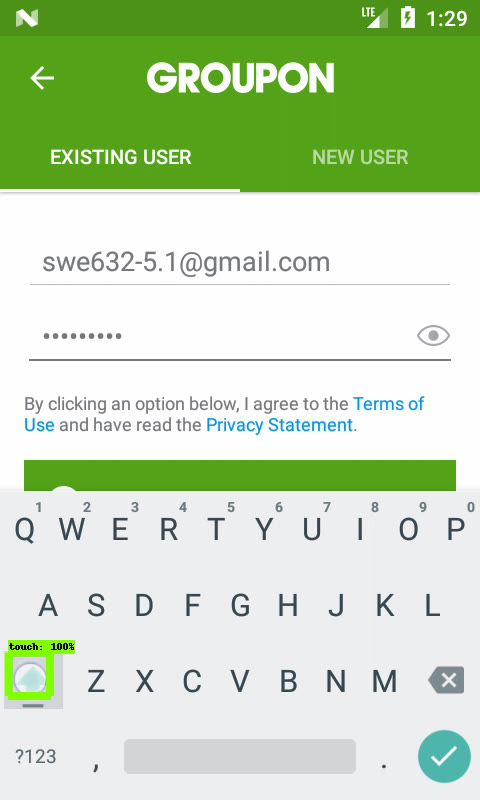 LTE 1:29
GROUPON
EXISTING USER NEW USER
swe632-5.1@gmail.com
•••••••••
By clicking an option below, I agree to the Terms of
Use and have read the Privacy Statement.
1 2 3 4 5 6 7 8 9 0
Q W E R T Y U I O P
A S D F G H J K L
touch: 100%
Z X C V B N M
?123 , .